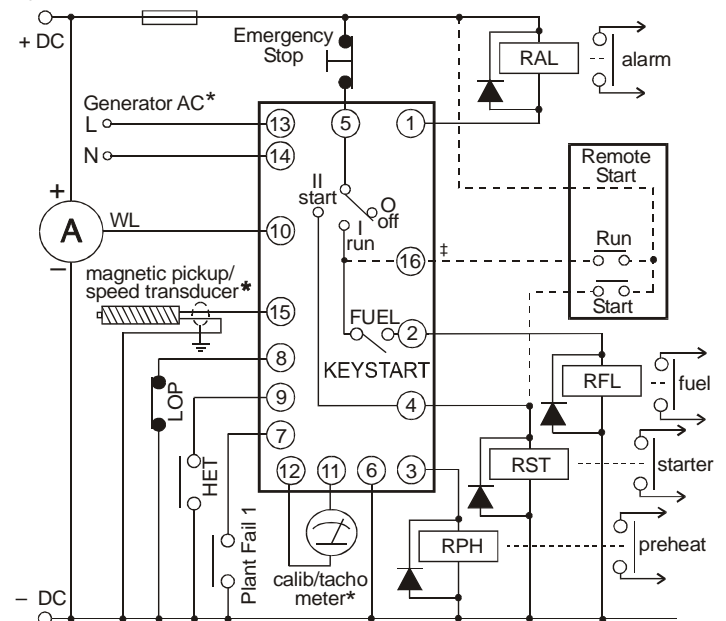 + DC
Emergency
Stop
RAL
alarm
Generator AC*
L
N
13
14
5
1
Remote
Start
II
start
O
off
I
run
+
A
–
WL
10
16
‡
Run
Start
magnetic pickup/
speed transducer*
15
FUEL
2
KEYSTART
8
LOP
9
HET
7
Plant Fail 1
4
RFL
fuel
12
11
6
3
RST
starter
RPH
preheat
calib/tacho
meter*
– DC